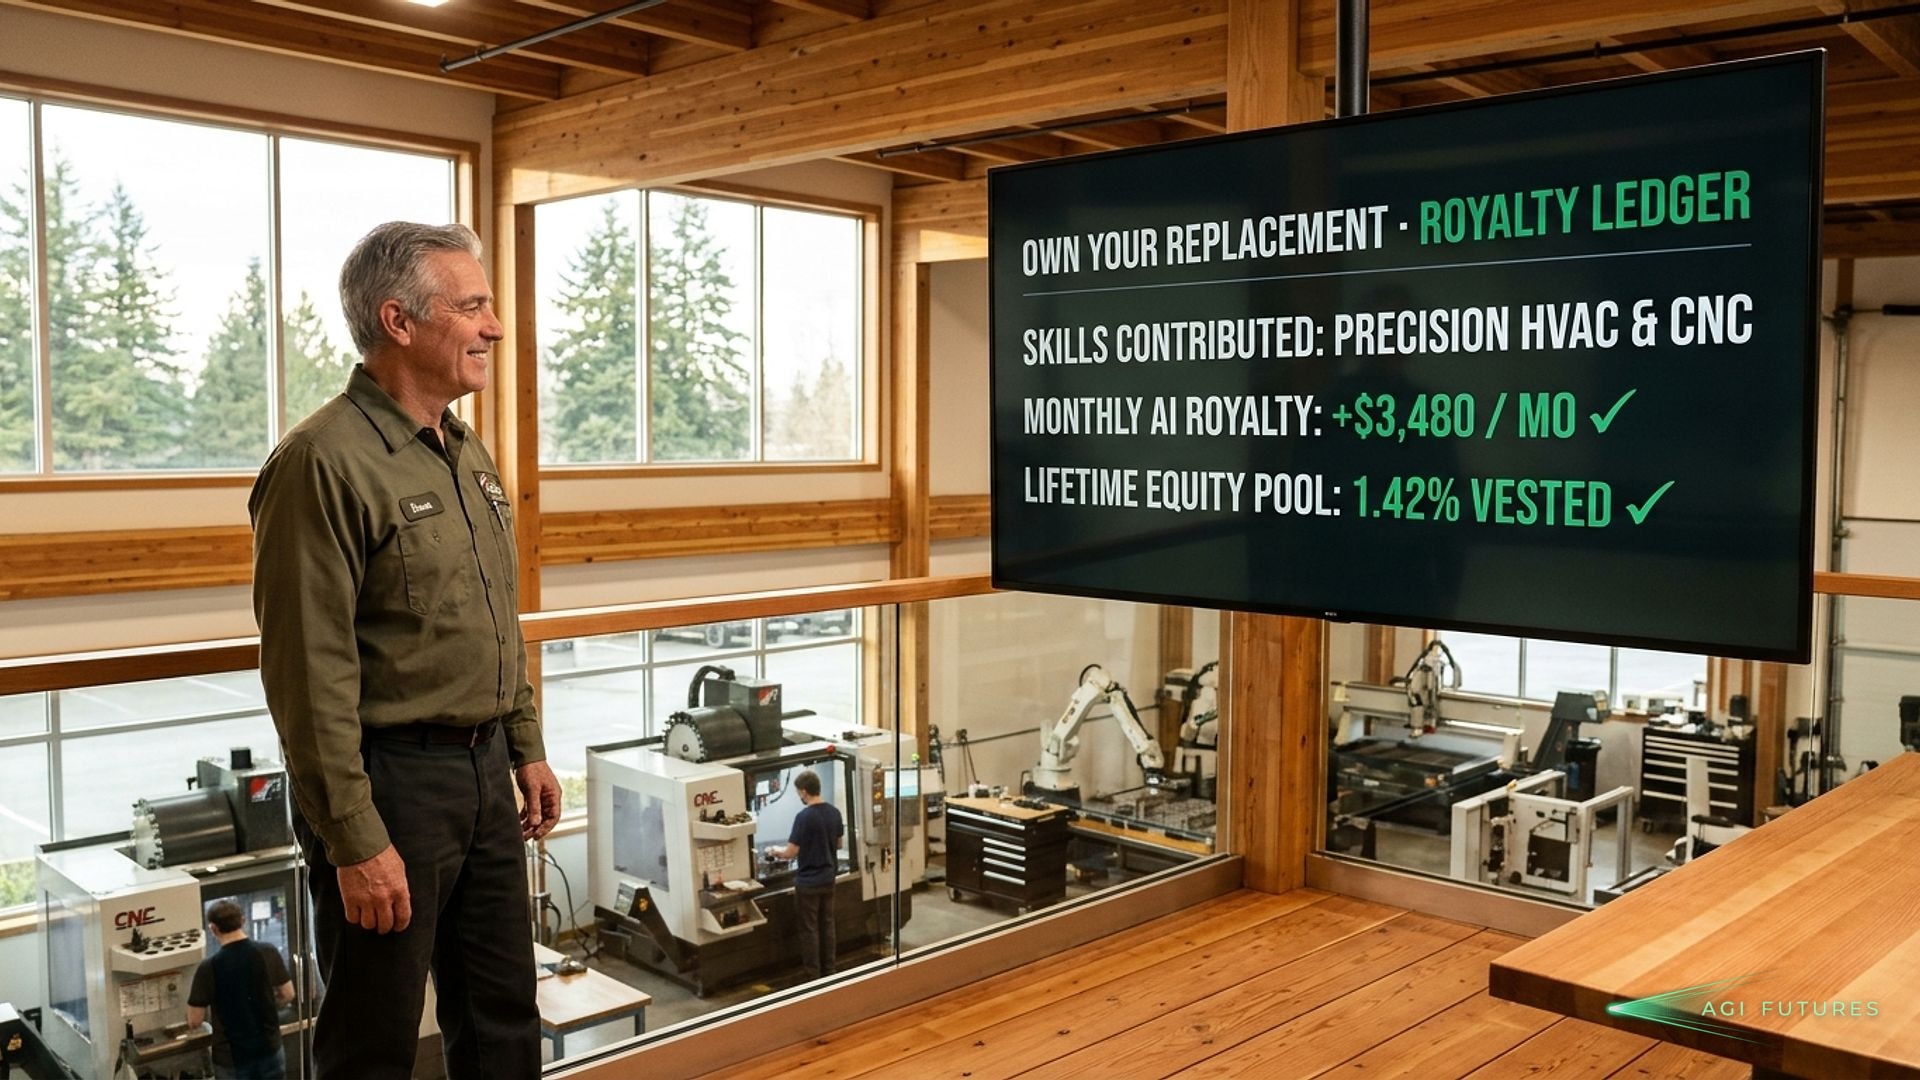 OWN YOUR REPLACEMENT · ROYALTY LEDGER
SKILLS CONTRIBUTED: PRECISION HVAC & CNC
MONTHLY AI ROYALTY: +$3,480 / MO ✓
LIFETIME EQUITY POOL: 1.42% VESTED ✓
CNC
CNC
AGI FUTURES